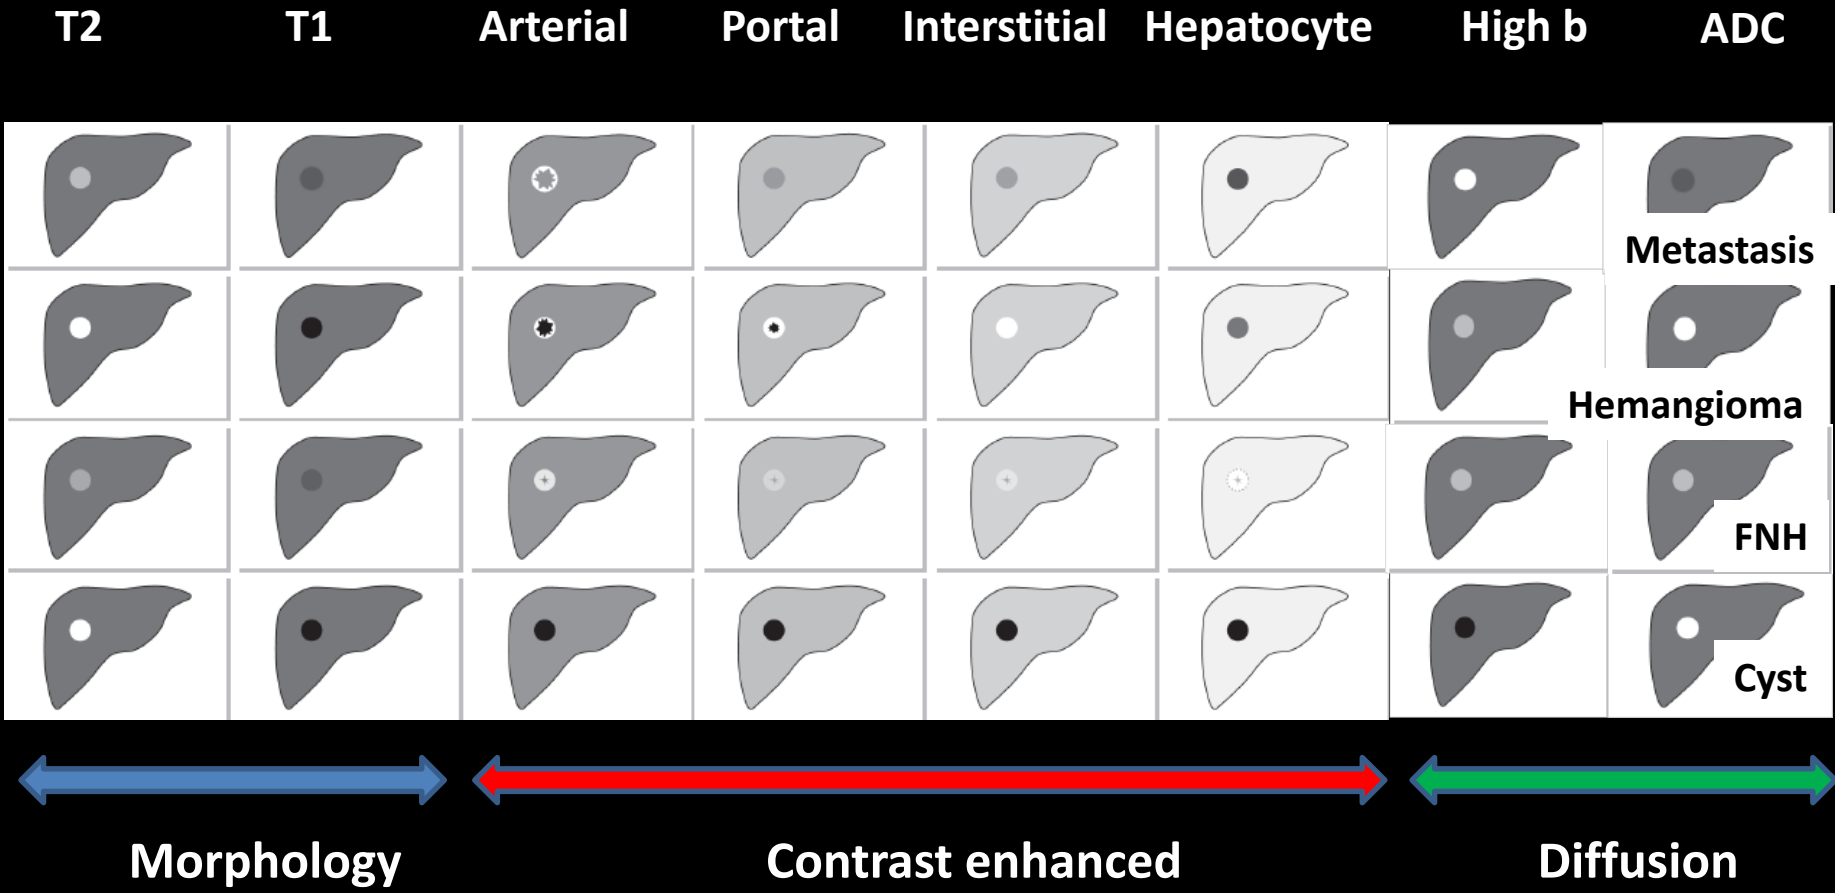 T2 T1 Arterial Portal Interstitial Hepatocyte High b ADC
Metastasis
Hemangioma
FNH
Cyst
Morphology Contrast enhanced Diffusion